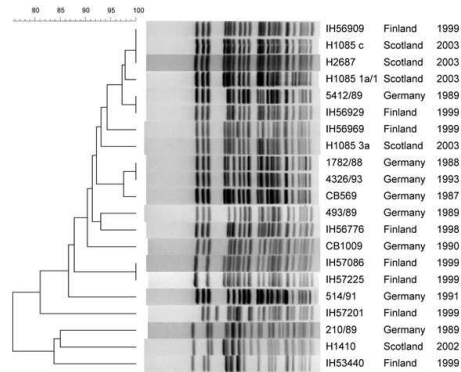 80 90 100
IH56909 Finland 1999
H1085 c Scotland 2003
H2687 Scotland 2003
H1085 1a/1 Scotland 2003
5412/89 Germany 1989
IH56929 Finland 1999
IH56969 Finland 1999
H1085 3a Scotland 2003
1782/88 Germany 1988
4326/93 Germany 1993
CB569 Germany 1987
493/89 Germany 1989
IH56776 Finland 1998
CB1009 Germany 1990
IH57086 Finland 1999
IH57225 Finland 1999
514/91 Germany 1991
IH57201 Finland 1999
210/89 Germany 1989
H1410 Scotland 2002
IH53440 Finland 1999